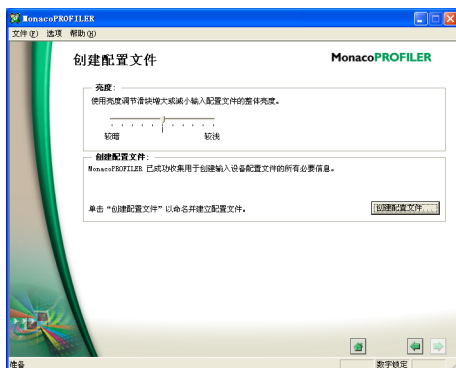 MonacoPROFILER
文件(F) 选项 帮助(H)
创建配置文件
MonacoPROFILER
亮度:
使用亮度调节滑块增大或减小输入配置文件的整体亮度。
较暗 较浅
创建配置文件:
MonacoPROFILER 已成功收集用于创建输入设备配置文件的所有必要信息。
单击“创建配置文件”以命名并建立配置文件。
创建配置文件...
准备 数字锁定